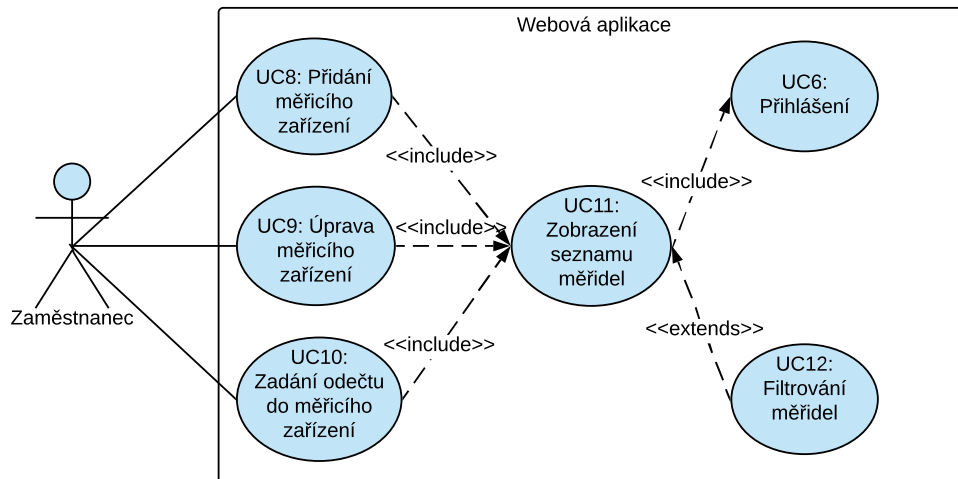 Webová aplikace
UC8: Přidání
měřicího
zařízení
UC6:
Přihlášení
<<include>>
<<include>>
UC9: Úprava
měřicího
zařízení
<<include>>
UC11:
Zobrazení
seznamu
měřidel
Zaměstnanec
<<include>>
<<extends>>
UC10:
Zadání odečtu
do měřicího
zařízení
UC12:
Filtrování
měřidel